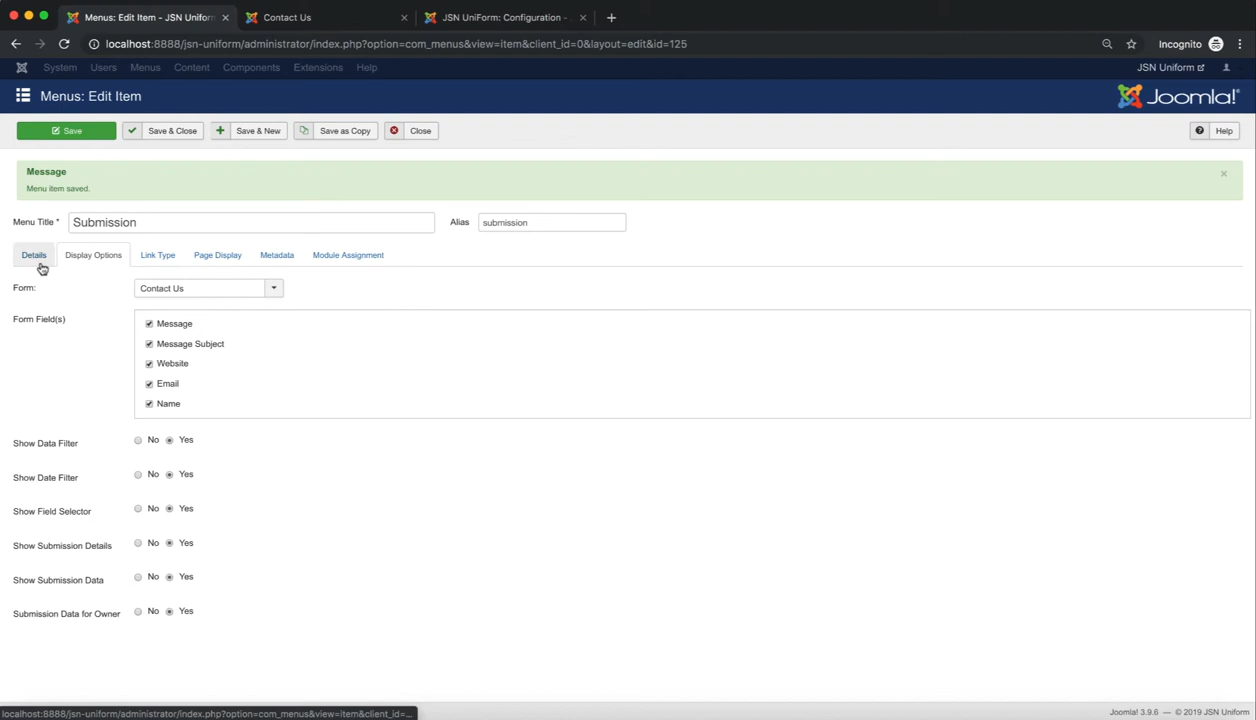 Menus: Edit Item - JSN Uniform
Contact Us
JSN UniForm: Configuration -
localhost:8888/jsn-uniform/administrator/index.php?option=com_menus&view=item&client_id=0&layout=edit&id=125
Incognito
System Users Menus Content Components Extensions Help
JSN Uniform
Menus: Edit Item
Joomla!®
Save
Save & Close
Save & New
Save as Copy
Close
Help
Message
Menu item saved.
Menu Title * Submission
Alias submission
Details Display Options Link Type Page Display Metadata Module Assignment
Form: Contact Us
Form Field(s)
Message
Message Subject
Website
Email
Name
Show Data Filter No Yes
Show Date Filter No Yes
Show Field Selector No Yes
Show Submission Details No Yes
Show Submission Data No Yes
Submission Data for Owner No Yes
localhost:8888/jsn-uniform/administrator/index.php?option=com_menus&view=item&client_id=...
Joomla! 3.9.6 — © 2019 JSN Uniform